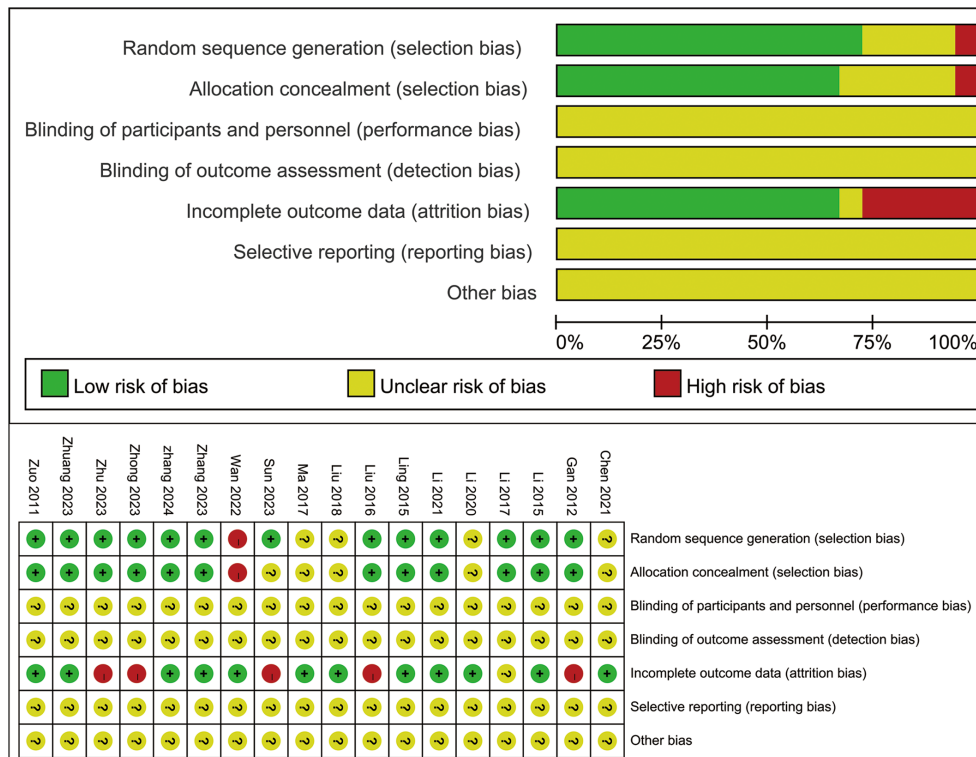 Random sequence generation (selection bias)
Allocation concealment (selection bias)
Blinding of participants and personnel (performance bias)
Blinding of outcome assessment (detection bias)
Incomplete outcome data (attrition bias)
Selective reporting (reporting bias)
Other bias
0% 25% 50% 75% 100%
Low risk of bias Unclear risk of bias High risk of bias
Zuo 2011
Zhuang 2023
Zhu 2023
Zhong 2023
zhang 2024
Zhang 2023
Wan 2022
Sun 2023
Ma 2017
Liu 2018
Liu 2016
Ling 2015
Li 2021
Li 2020
Li 2017
Li 2015
Gan 2012
Chen 2021
+ + + + + + – + ? ? + + + ? + + + ? Random sequence generation (selection bias)
+ + + + + + – ? ? ? + + + ? + + + ? Allocation concealment (selection bias)
? ? ? ? ? ? ? ? ? ? ? ? ? ? ? ? ? ? Blinding of participants and personnel (performance bias)
? ? ? ? ? ? ? ? ? ? ? ? ? ? ? ? ? ? Blinding of outcome assessment (detection bias)
+ + – – + + + – + + – + + + ? + – + Incomplete outcome data (attrition bias)
? ? ? ? ? ? ? ? ? ? ? ? ? ? ? ? ? ? Selective reporting (reporting bias)
? ? ? ? ? ? ? ? ? ? ? ? ? ? ? ? ? ? Other bias